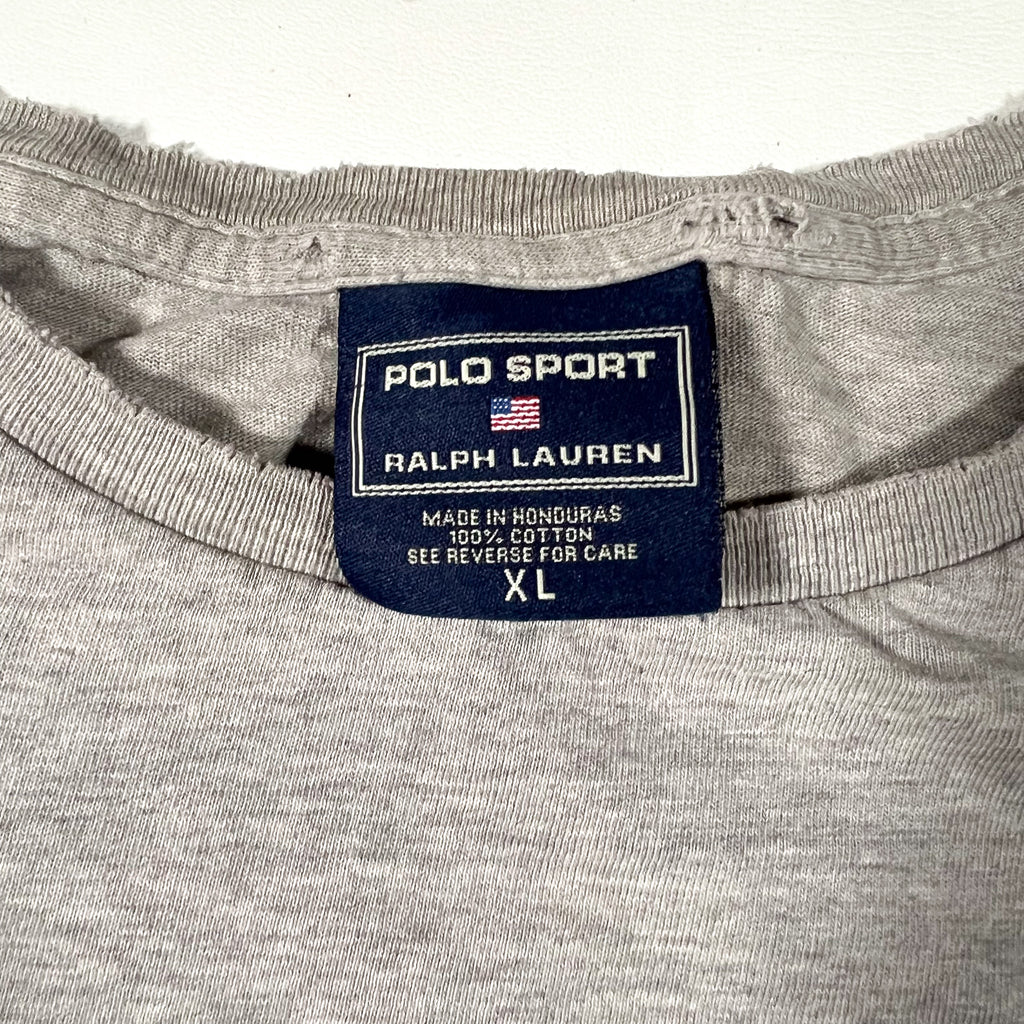 POLO SPORT
RALPH LAUREN
MADE IN HONDURAS
100% COTTON
SEE REVERSE FOR CARE
XL